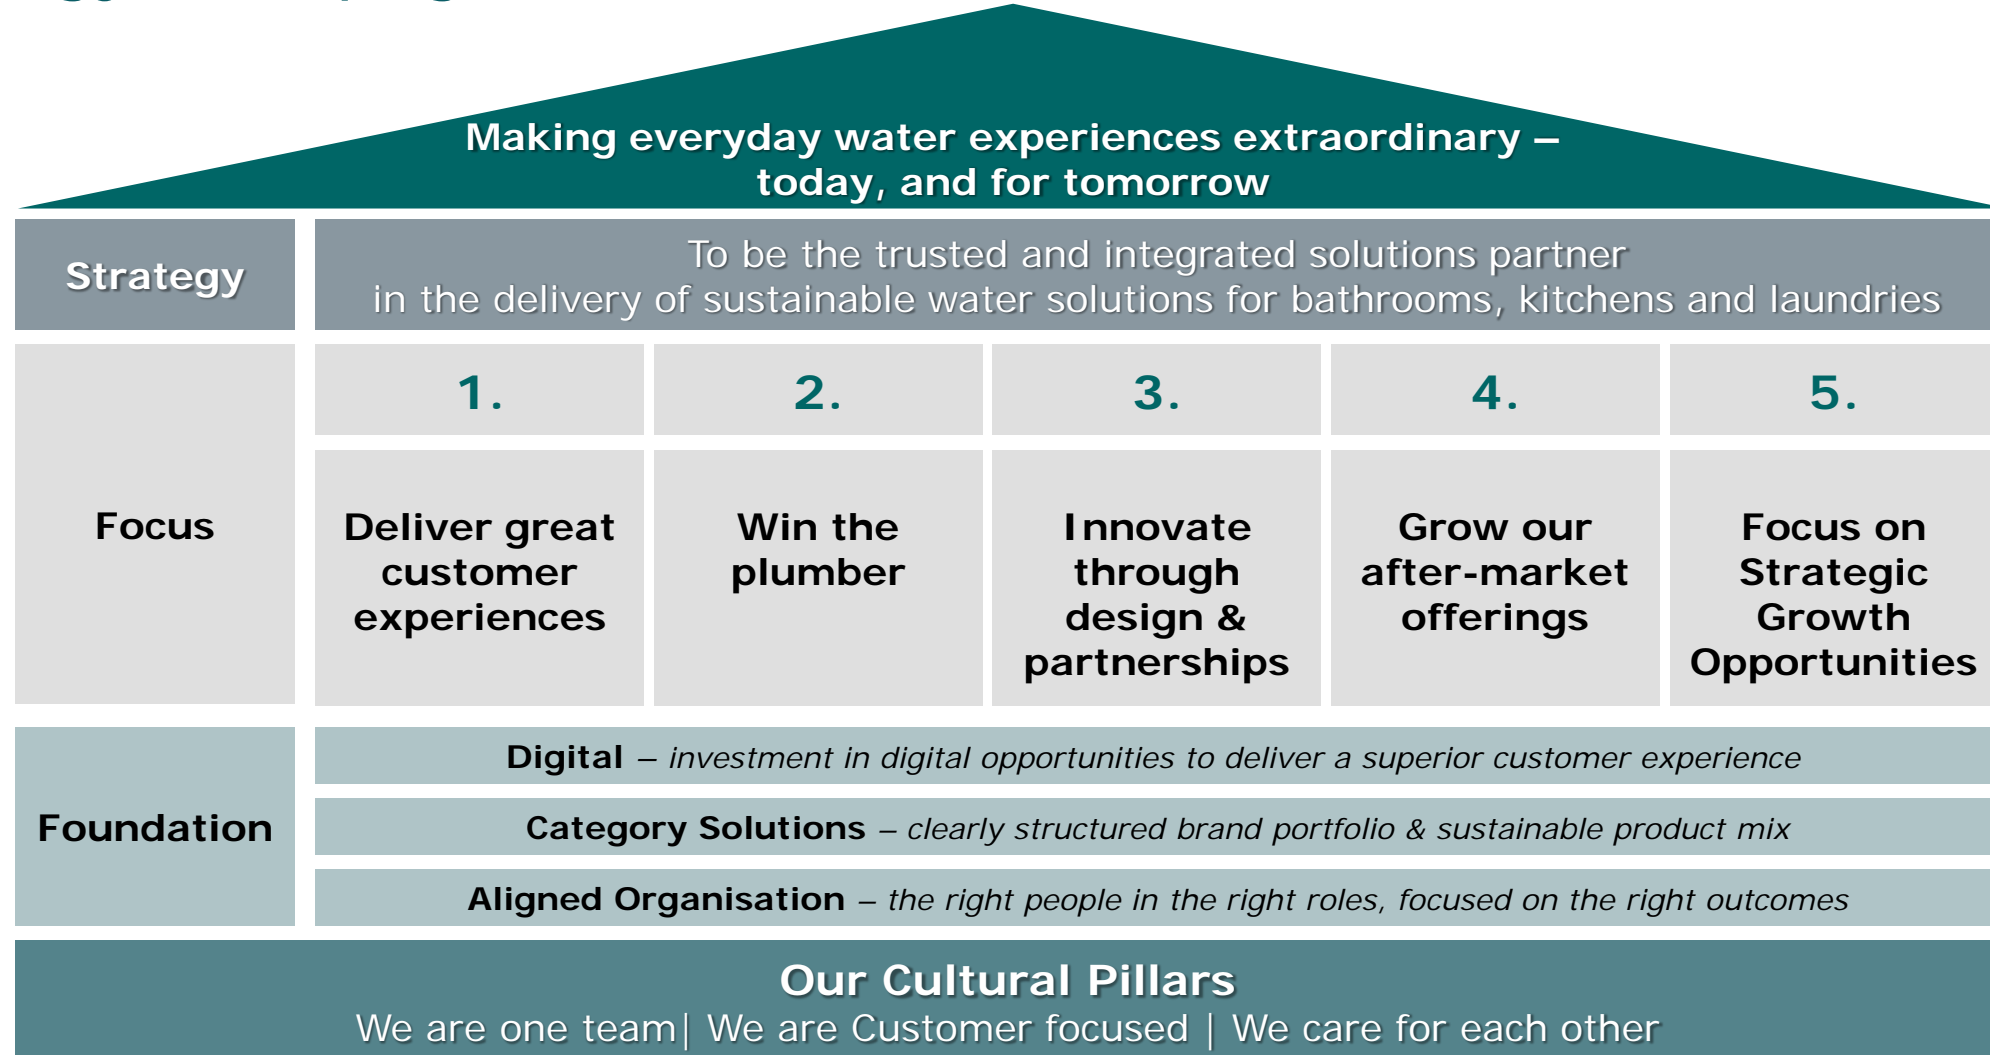 Making everyday water experiences extraordinary –
today, and for tomorrow
Strategy
To be the trusted and integrated solutions partner
in the delivery of sustainable water solutions for bathrooms, kitchens and laundries
Focus
1.
2.
3.
4.
5.
Deliver great
customer
experiences
Win the
plumber
Innovate
through
design &
partnerships
Grow our
after-market
offerings
Focus on
Strategic
Growth
Opportunities
Foundation
Digital – investment in digital opportunities to deliver a superior customer experience
Category Solutions – clearly structured brand portfolio & sustainable product mix
Aligned Organisation – the right people in the right roles, focused on the right outcomes
Our Cultural Pillars
We are one team| We are Customer focused | We care for each other